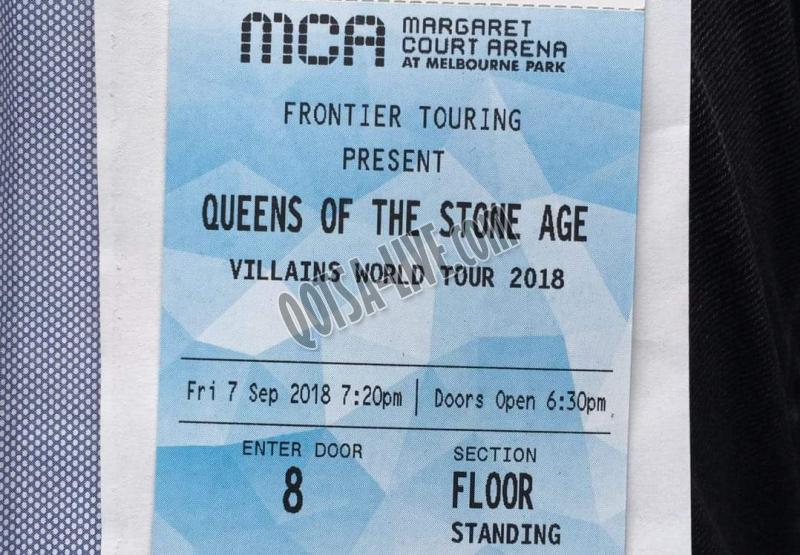 MCA MARGARET
COURT ARENA
AT MELBOURNE PARK
FRONTIER TOURING
PRESENT
QUEENS OF THE STONE AGE
VILLAINS WORLD TOUR 2018
QOTSA-LIVE.com
Fri 7 Sep 2018 7:20pm | Doors Open 6:30pm
ENTER DOOR SECTION
8 FLOOR
STANDING